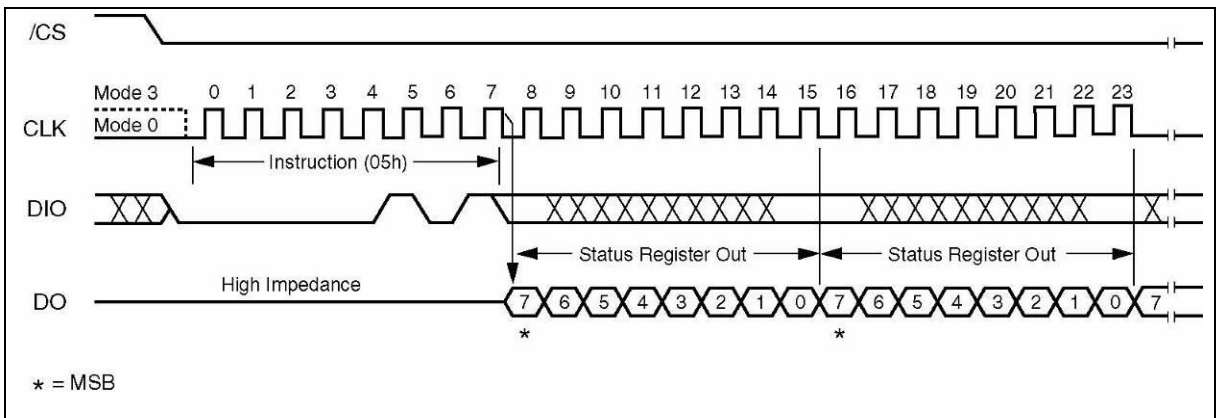 /CS
Mode 3
0 1 2 3 4 5 6 7 8 9 10 11 12 13 14 15 16 17 18 19 20 21 22 23
CLK
Mode 0
Instruction (05h)
DIO
Status Register Out Status Register Out
High Impedance
DO
7 6 5 4 3 2 1 0 7 6 5 4 3 2 1 0 7
* *
* = MSB